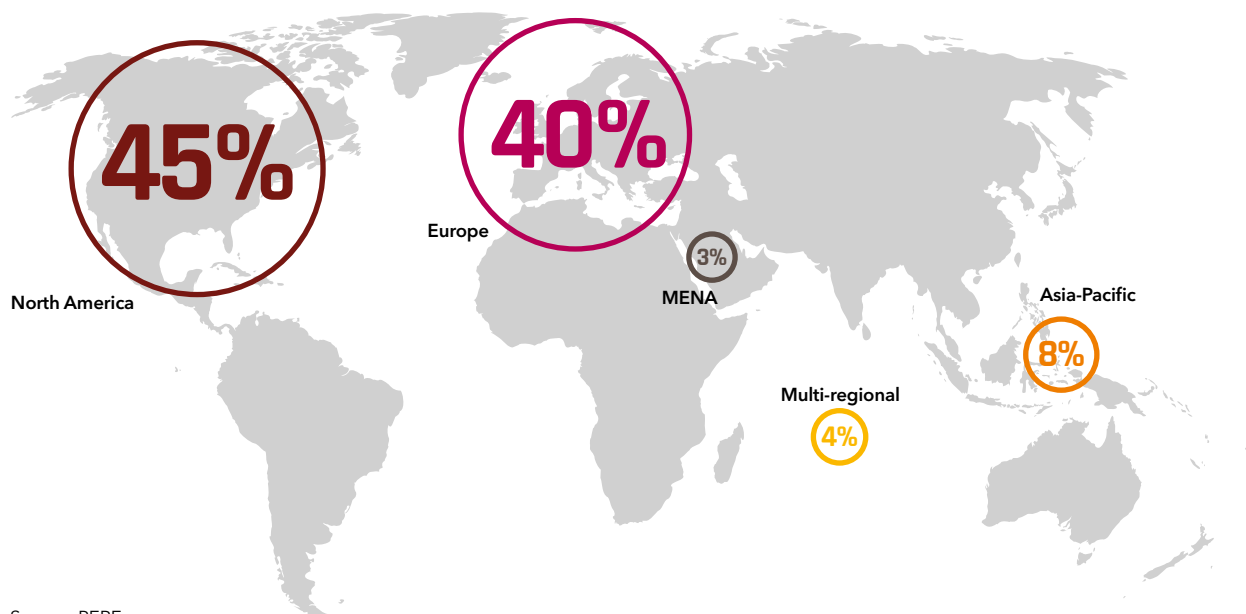 45%
40%
Europe
3%
North America
MENA
Asia-Pacific
8%
Multi-regional
4%